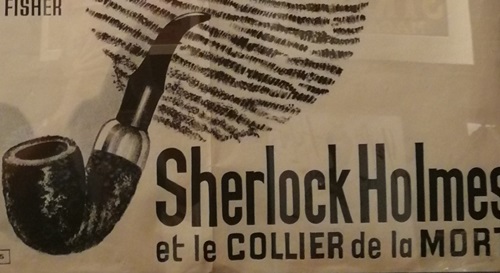 FISHER
Sherlock Holmes
et le COLLIER de la MORT